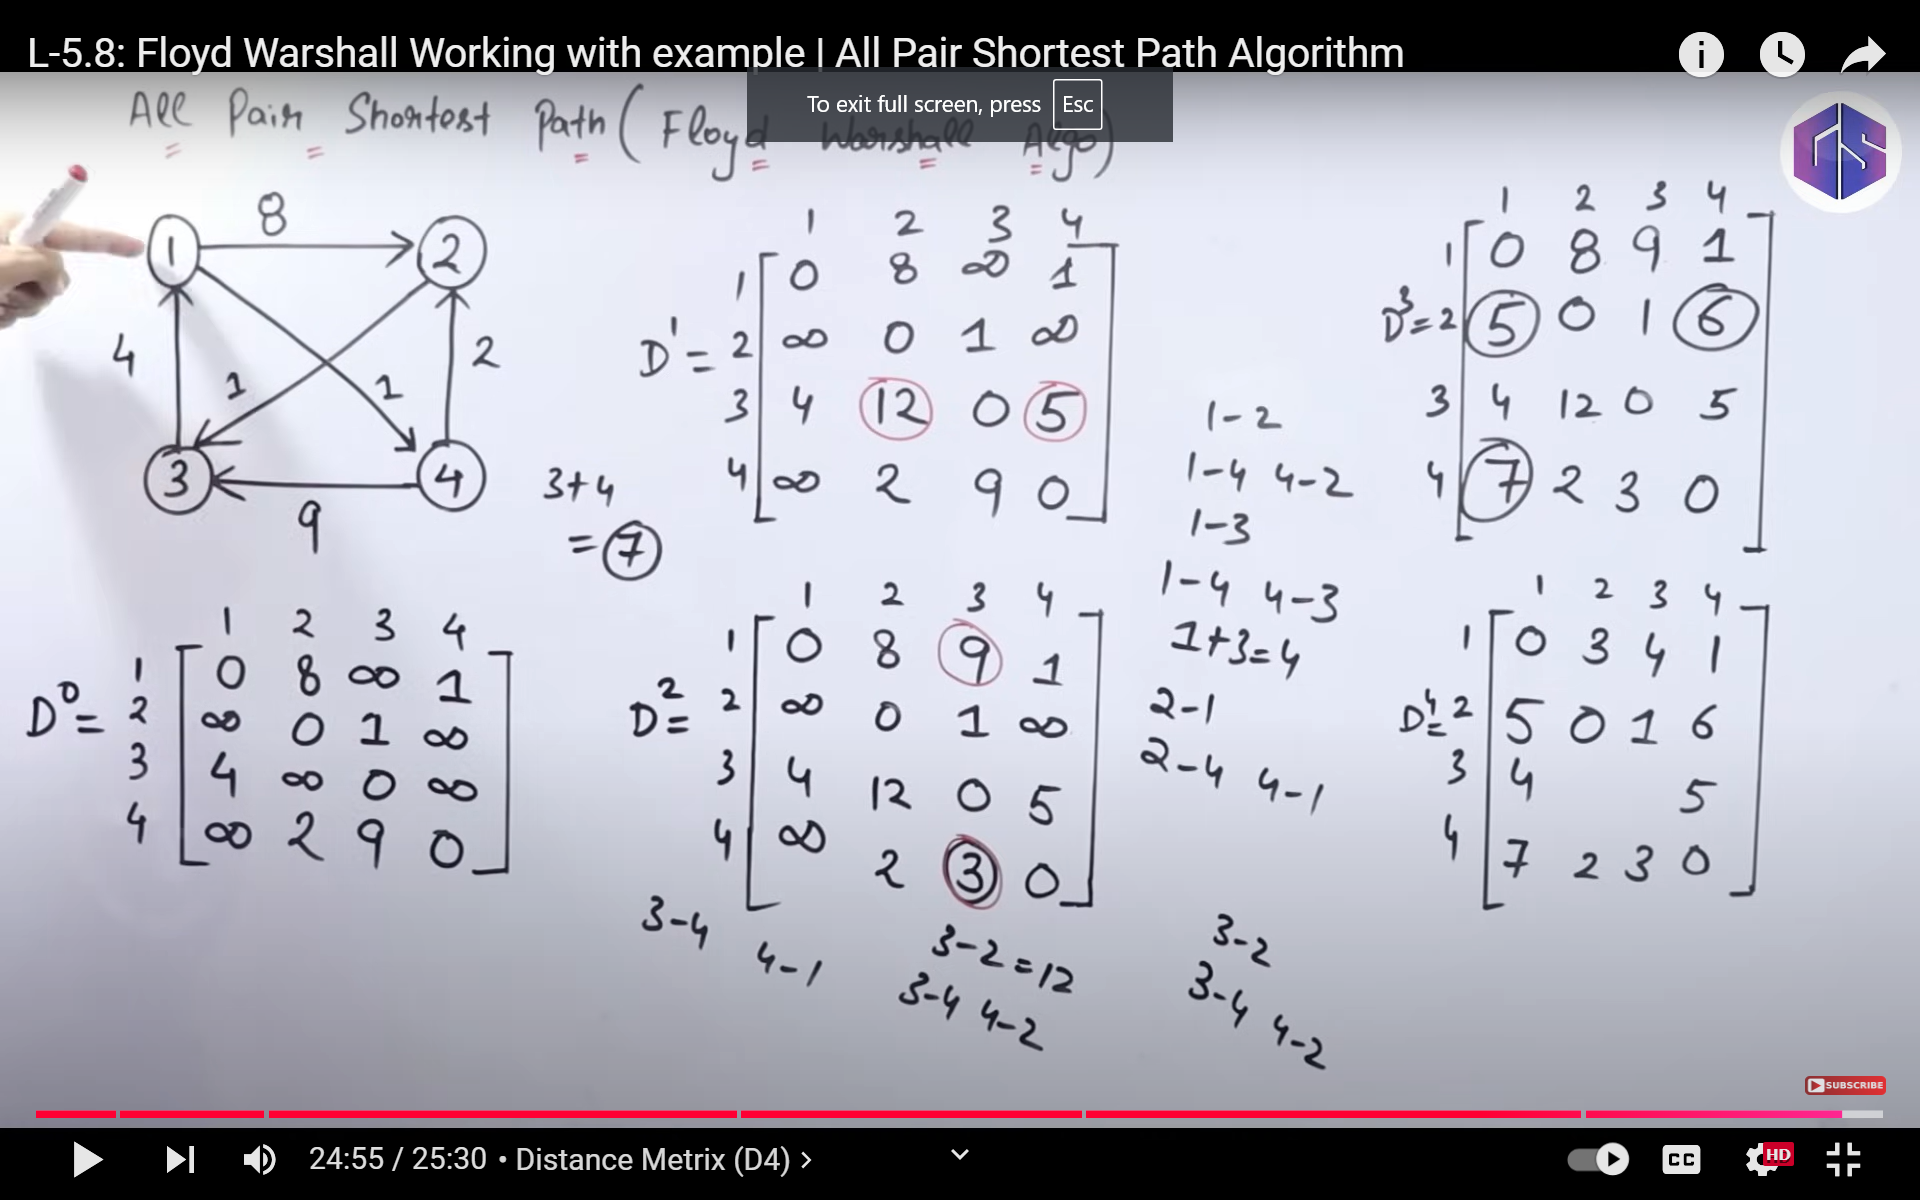 L-5.8: Floyd Warshall Working with example | All Pair Shortest Path Algorithm
To exit full screen, press Esc
All Pair Shortest Path (Floyd Warshall Algo)
1 8 2
4 1 1 2
3 9 4
3+4
= 7
D⁰=
1 2 3 4
1 0 8 ∞ 1
2 ∞ 0 1 ∞
3 4 ∞ 0 ∞
4 ∞ 2 9 0
D¹=
1 2 3 4
1 0 8 ∞ 1
2 ∞ 0 1 ∞
3 4 12 0 5
4 ∞ 2 9 0
D²=
1 2 3 4
1 0 8 9 1
2 ∞ 0 1 ∞
3 4 12 0 5
4 ∞ 2 3 0
3-4 4-1
3-2=12
3-4 4-2
1-2
1-4 4-2
1-3
1-4 4-3
1+3=4
2-1
2-4 4-1
3-2
3-4 4-2
D³=
1 2 3 4
1 0 8 9 1
2 5 0 1 6
3 4 12 0 5
4 7 2 3 0
D⁴=
1 2 3 4
1 0 3 4 1
2 5 0 1 6
3 4 5
4 7 2 3 0
SUBSCRIBE
24:55 / 25:30 • Distance Metrix (D4) >
CC
HD